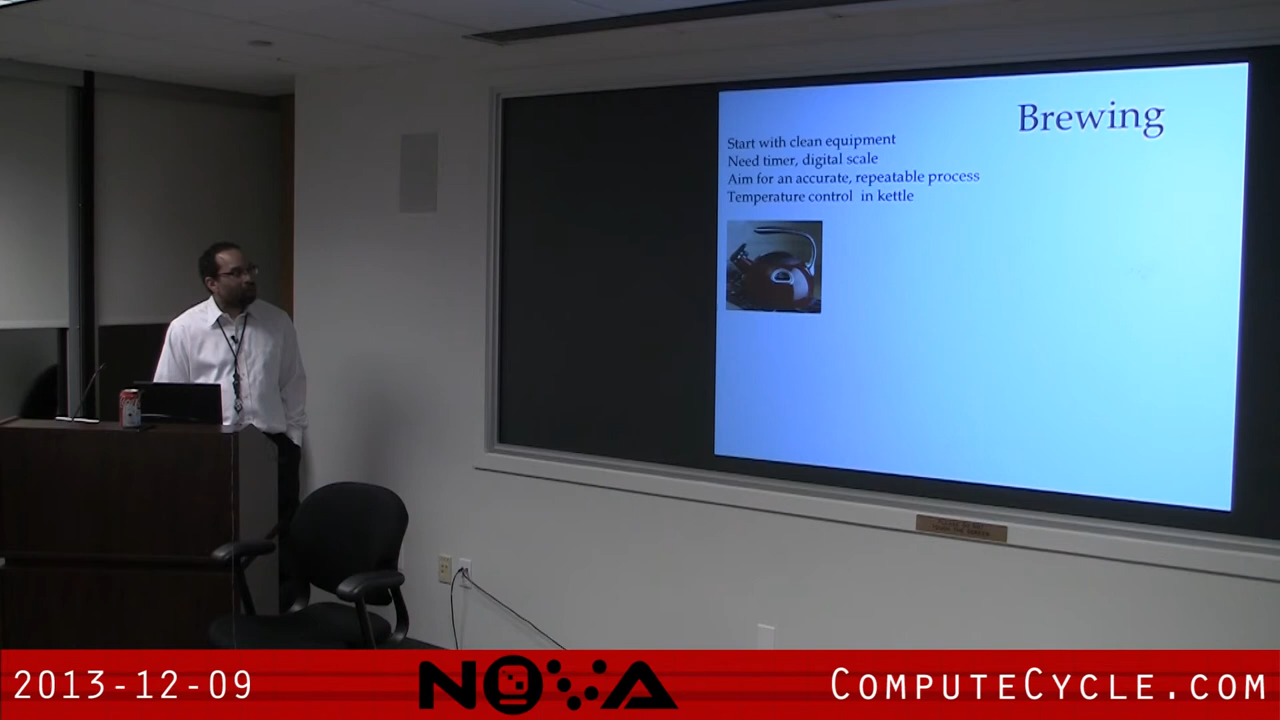 Brewing
Start with clean equipment
Need timer, digital scale
Aim for an accurate, repeatable process
Temperature control in kettle
2013-12-09
NOVA
COMPUTECYCLE.COM